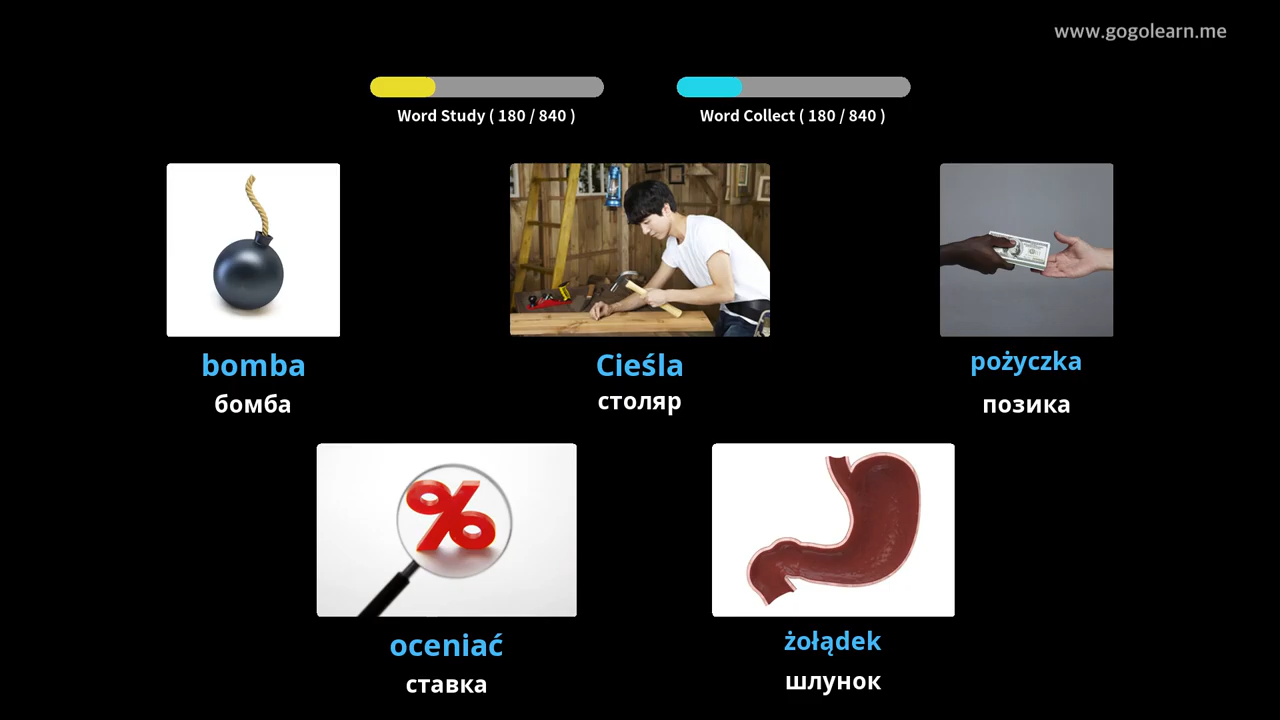 www.gogolearn.me
Word Study ( 180 / 840 )
Word Collect ( 180 / 840 )
bomba
бомба
Cieśla
столяр
pożyczka
позика
%
oceniać
ставка
żołądek
шлунок